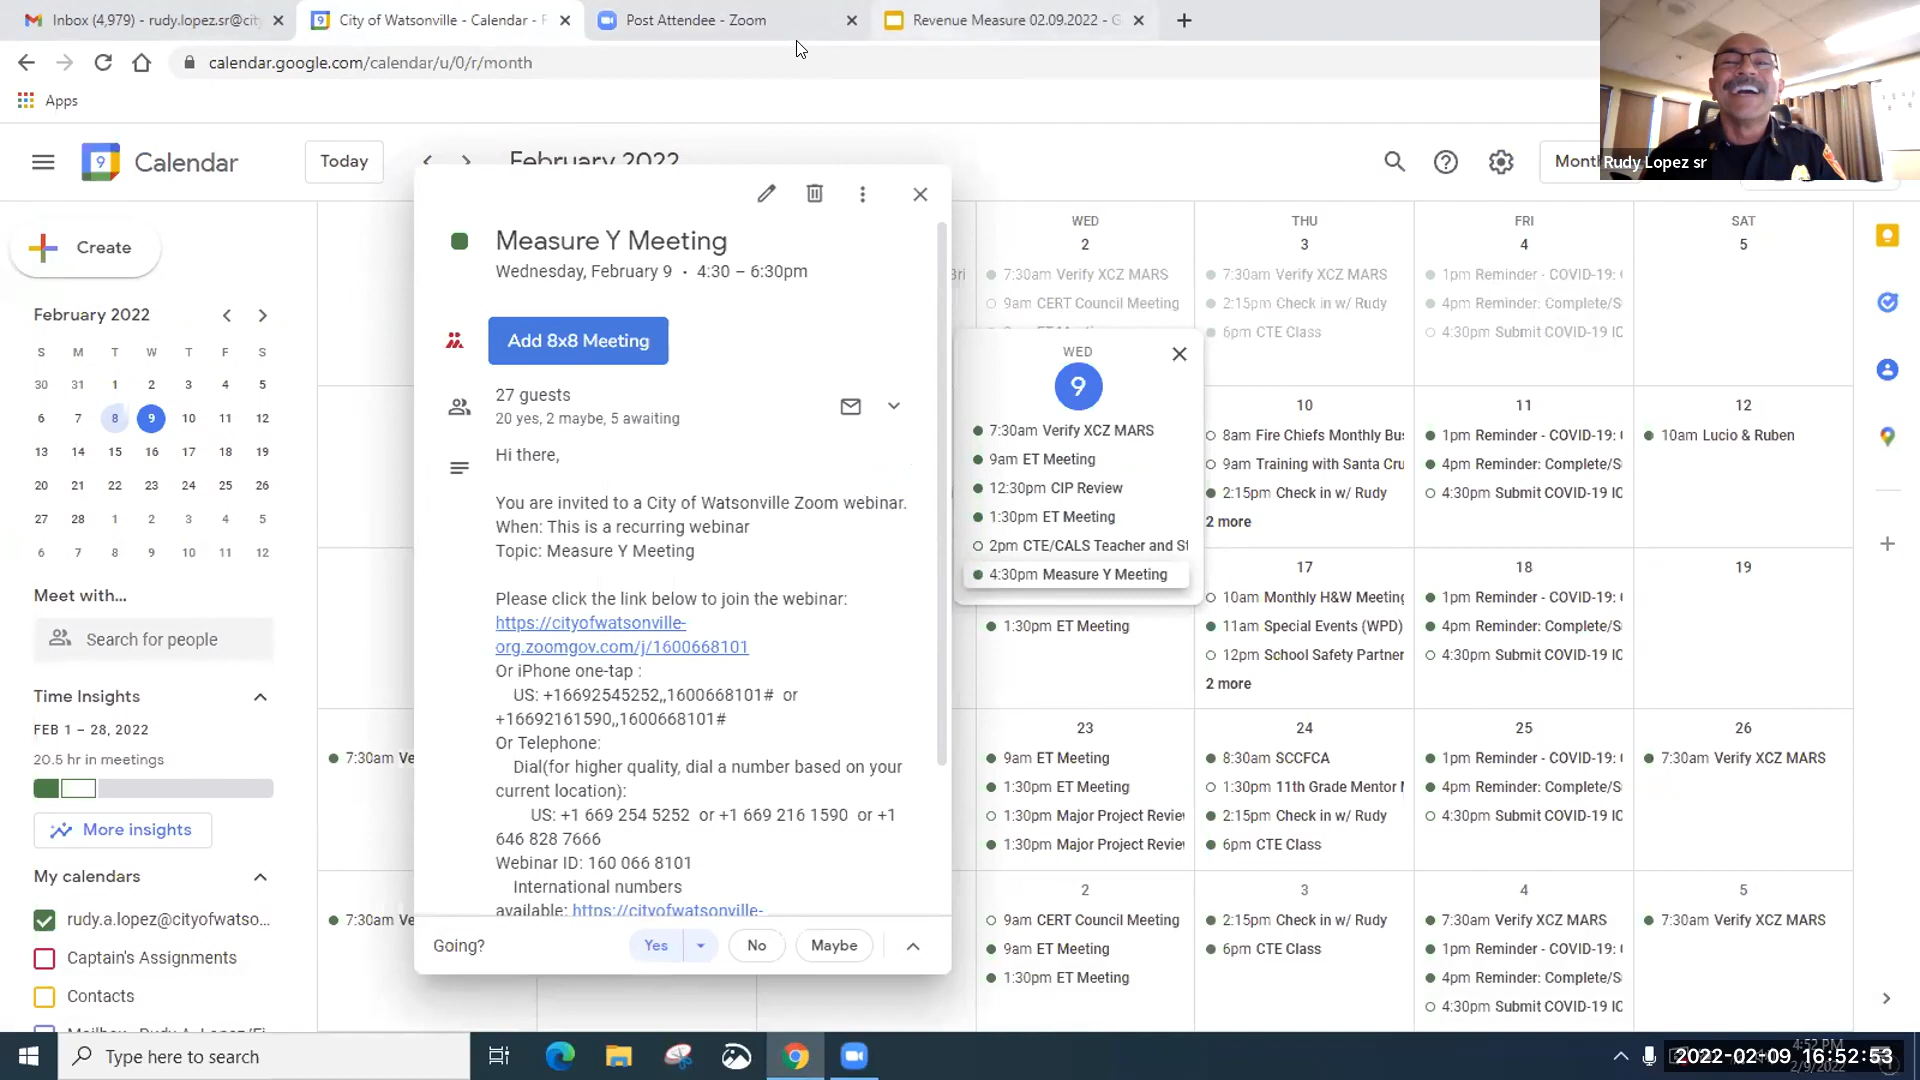 Inbox (4,979) - rudy.lopez.sr@cit
City of Watsonville - Calendar - F
Post Attendee - Zoom
Revenue Measure 02.09.2022 - G
calendar.google.com/calendar/u/0/r/month
Apps
Rudy Lopez sr
Calendar
Today
February 2022
Month
Create
February 2022
S M T W T F S
30 31 1 2 3 4 5
6 7 8 9 10 11 12
13 14 15 16 17 18 19
20 21 22 23 24 25 26
27 28 1 2 3 4 5
6 7 8 9 10 11 12
Meet with...
Search for people
Time Insights
FEB 1 – 28, 2022
20.5 hr in meetings
More insights
My calendars
rudy.a.lopez@cityofwatso...
Captain's Assignments
Contacts
Mailbox - Rudy A. Lopez/Fi
Measure Y Meeting
Wednesday, February 9 · 4:30 – 6:30pm
Add 8x8 Meeting
27 guests
20 yes, 2 maybe, 5 awaiting
Hi there,
You are invited to a City of Watsonville Zoom webinar.
When: This is a recurring webinar
Topic: Measure Y Meeting
Please click the link below to join the webinar:
https://cityofwatsonville-
org.zoomgov.com/j/1600668101
Or iPhone one-tap :
US: +16692545252,,1600668101# or
+16692161590,,1600668101#
Or Telephone:
Dial(for higher quality, dial a number based on your
current location):
US: +1 669 254 5252 or +1 669 216 1590 or +1
646 828 7666
Webinar ID: 160 066 8101
International numbers
available: https://cityofwatsonville-
Going?
Yes
No
Maybe
WED
2
7:30am Verify XCZ MARS
9am CERT Council Meeting
THU
3
7:30am Verify XCZ MARS
2:15pm Check in w/ Rudy
6pm CTE Class
FRI
4
1pm Reminder - COVID-19: (
4pm Reminder: Complete/S
4:30pm Submit COVID-19 IC
SAT
5
WED
9
7:30am Verify XCZ MARS
9am ET Meeting
12:30pm CIP Review
1:30pm ET Meeting
2pm CTE/CALS Teacher and St
4:30pm Measure Y Meeting
10
8am Fire Chiefs Monthly Bus
9am Training with Santa Cru
2:15pm Check in w/ Rudy
2 more
11
1pm Reminder - COVID-19: (
4pm Reminder: Complete/S
4:30pm Submit COVID-19 IC
12
10am Lucio & Ruben
1:30pm ET Meeting
17
10am Monthly H&W Meeting
11am Special Events (WPD)
12pm School Safety Partner
2 more
18
1pm Reminder - COVID-19: (
4pm Reminder: Complete/S
4:30pm Submit COVID-19 IC
19
7:30am Ve
23
9am ET Meeting
1:30pm ET Meeting
1:30pm Major Project Review
1:30pm Major Project Review
24
8:30am SCCFCA
1:30pm 11th Grade Mentor M
2:15pm Check in w/ Rudy
6pm CTE Class
25
1pm Reminder - COVID-19: (
4pm Reminder: Complete/S
4:30pm Submit COVID-19 IC
26
7:30am Verify XCZ MARS
7:30am Ve
2
9am CERT Council Meeting
9am ET Meeting
1:30pm ET Meeting
3
2:15pm Check in w/ Rudy
6pm CTE Class
4
7:30am Verify XCZ MARS
1pm Reminder - COVID-19: (
4pm Reminder: Complete/S
4:30pm Submit COVID-19 IC
5
7:30am Verify XCZ MARS
Type here to search
4:52 PM
2022-02-09 16:52:53
2/9/2022